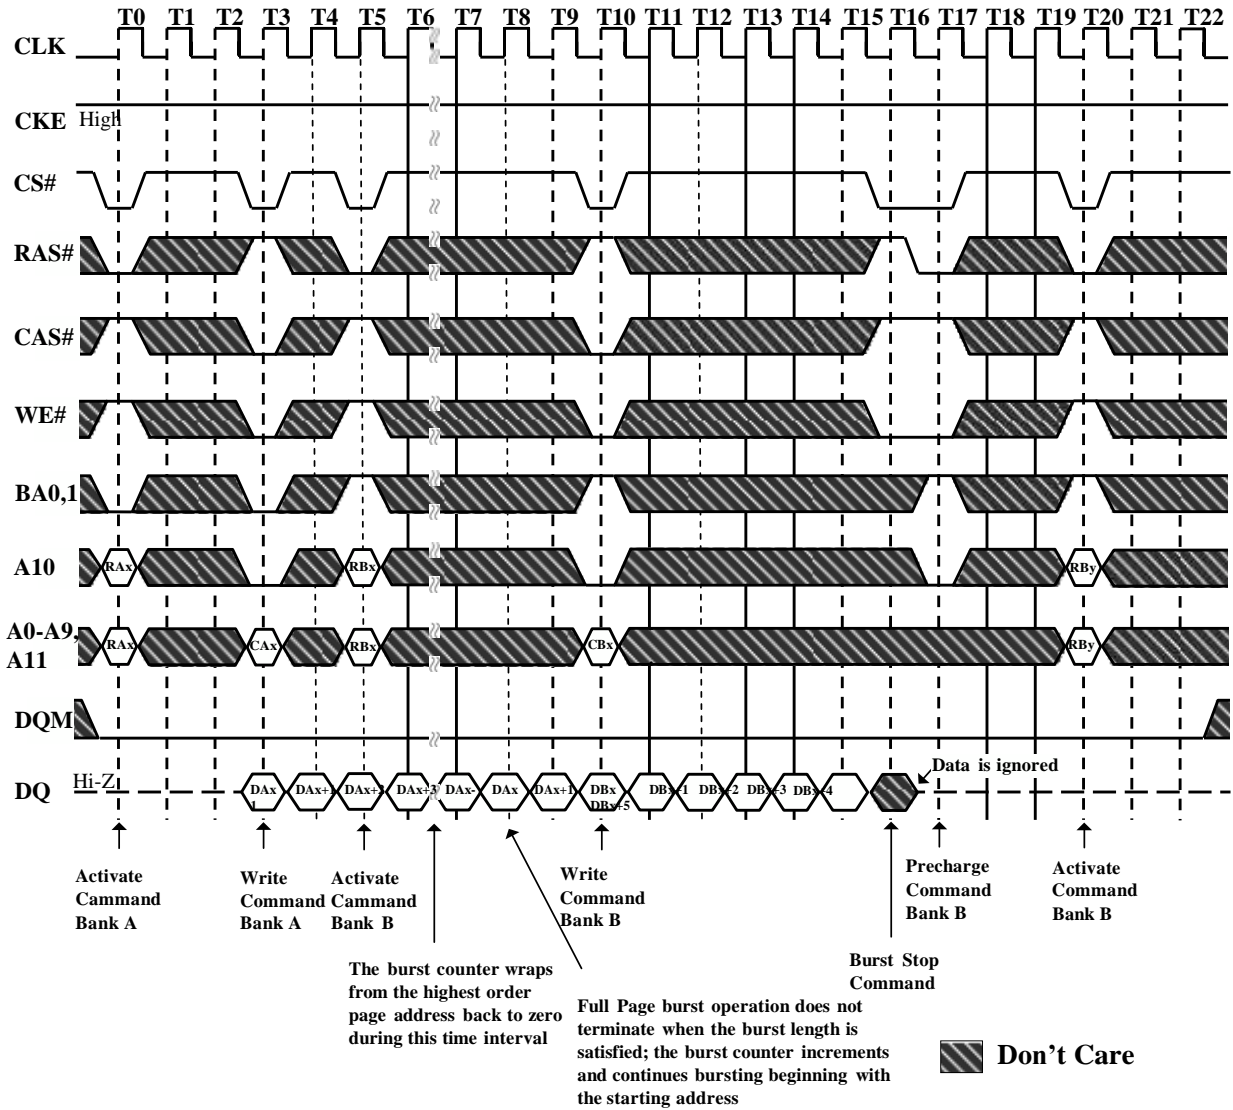 T0 T1 T2 T3 T4 T5 T6 T7 T8 T9 T10 T11 T12 T13 T14 T15 T16 T17 T18 T19 T20 T21 T22
CLK
CKE High
CS#
RAS#
CAS#
WE#
BA0,1
A10 RAx RBx RBy
A0-A9,
A11 RAx CAx RBx CBx RBy
DQM
Data is ignored
DQ Hi-Z DAx DAx+1 DAx+2 DAx+3 DAx- DAx DAx+1 DBx DBx+1 DBx+2 DBx+3 DBx+4
1 DBx+5
Activate
Cammand
Bank A
Write
Command
Bank A
Activate
Cammand
Bank B
Write
Command
Bank B
Precharge
Command
Bank B
Activate
Command
Bank B
Burst Stop
Command
The burst counter wraps
from the highest order
page address back to zero
during this time interval
Full Page burst operation does not
terminate when the burst length is
satisfied; the burst counter increments
and continues bursting beginning with
the starting address
Don't Care